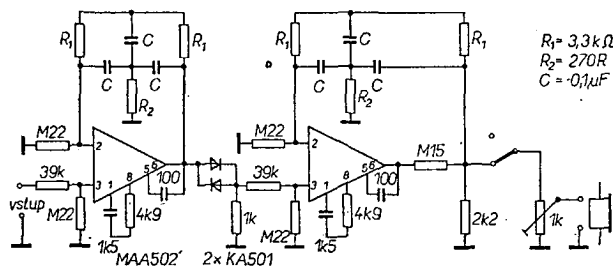 R1 C R1
C C
R2
M22 2
39k 3 1 8 5 6
100
vstup M22
1k5 4k9
1k
MAA502' 2x KA501
R1 C R1
C C
R2
M22 2
39k 3 1 8 5 6
100
M22
1k5 4k9
M15
2k2
1k
R1 = 3,3 kΩ
R2 = 270R
C = 0,1μF